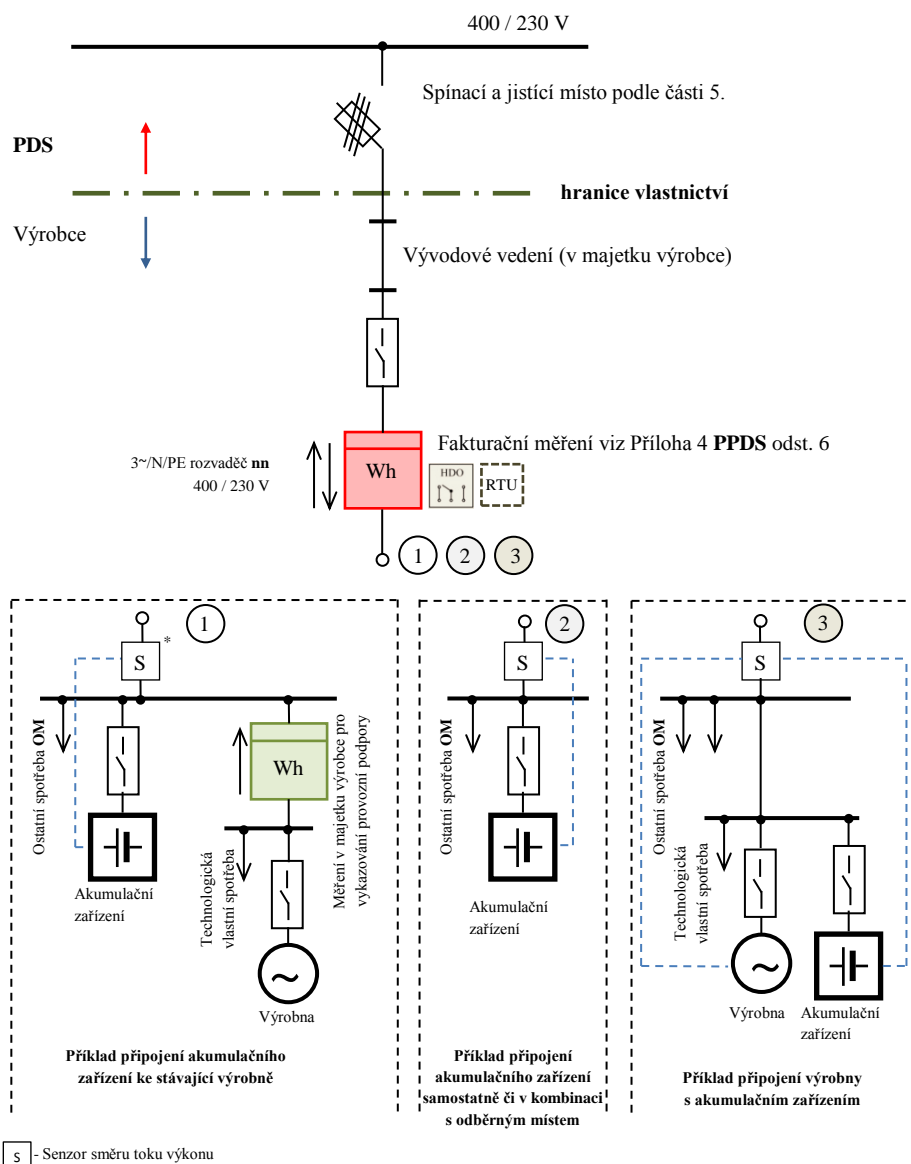 400 / 230 V
Spínací a jistící místo podle části 5.
PDS
hranice vlastnictví
Výrobce
Vývodové vedení (v majetku výrobce)
Fakturační měření viz Příloha 4 PPDS odst. 6
3~/N/PE rozvaděč nn
400 / 230 V
Wh
HDO
RTU
1
2
3
1
S
*
Ostatní spotřeba OM
Wh
Měření v majetku výrobce pro
vykazování provozní podpory
Akumulační
zařízení
Technologická
vlastní spotřeba
Výrobna
Příklad připojení akumulačního
zařízení ke stávající výrobně
2
S
Ostatní spotřeba OM
Akumulační
zařízení
Příklad připojení
akumulačního zařízení
samostatně či v kombinaci
s odběrným místem
3
S
Ostatní spotřeba OM
Technologická
vlastní spotřeba
Výrobna
Akumulační
zařízení
Příklad připojení výrobny
s akumulačním zařízením
S - Senzor směru toku výkonu